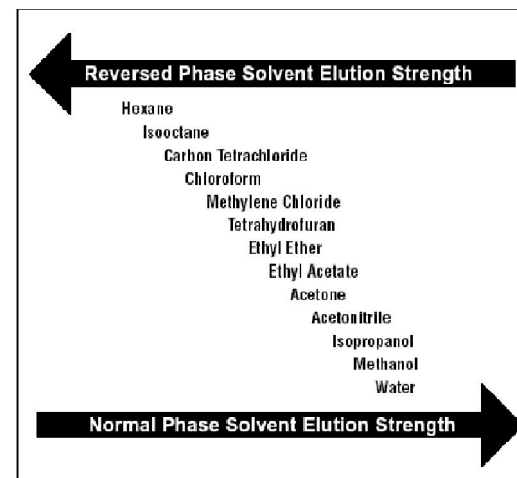 Reversed Phase Solvent Elution Strength
Hexane
Isooctane
Carbon Tetrachloride
Chloroform
Methylene Chloride
Tetrahydrofuran
Ethyl Ether
Ethyl Acetate
Acetone
Acetonitrile
Isopropanol
Methanol
Water
Normal Phase Solvent Elution Strength